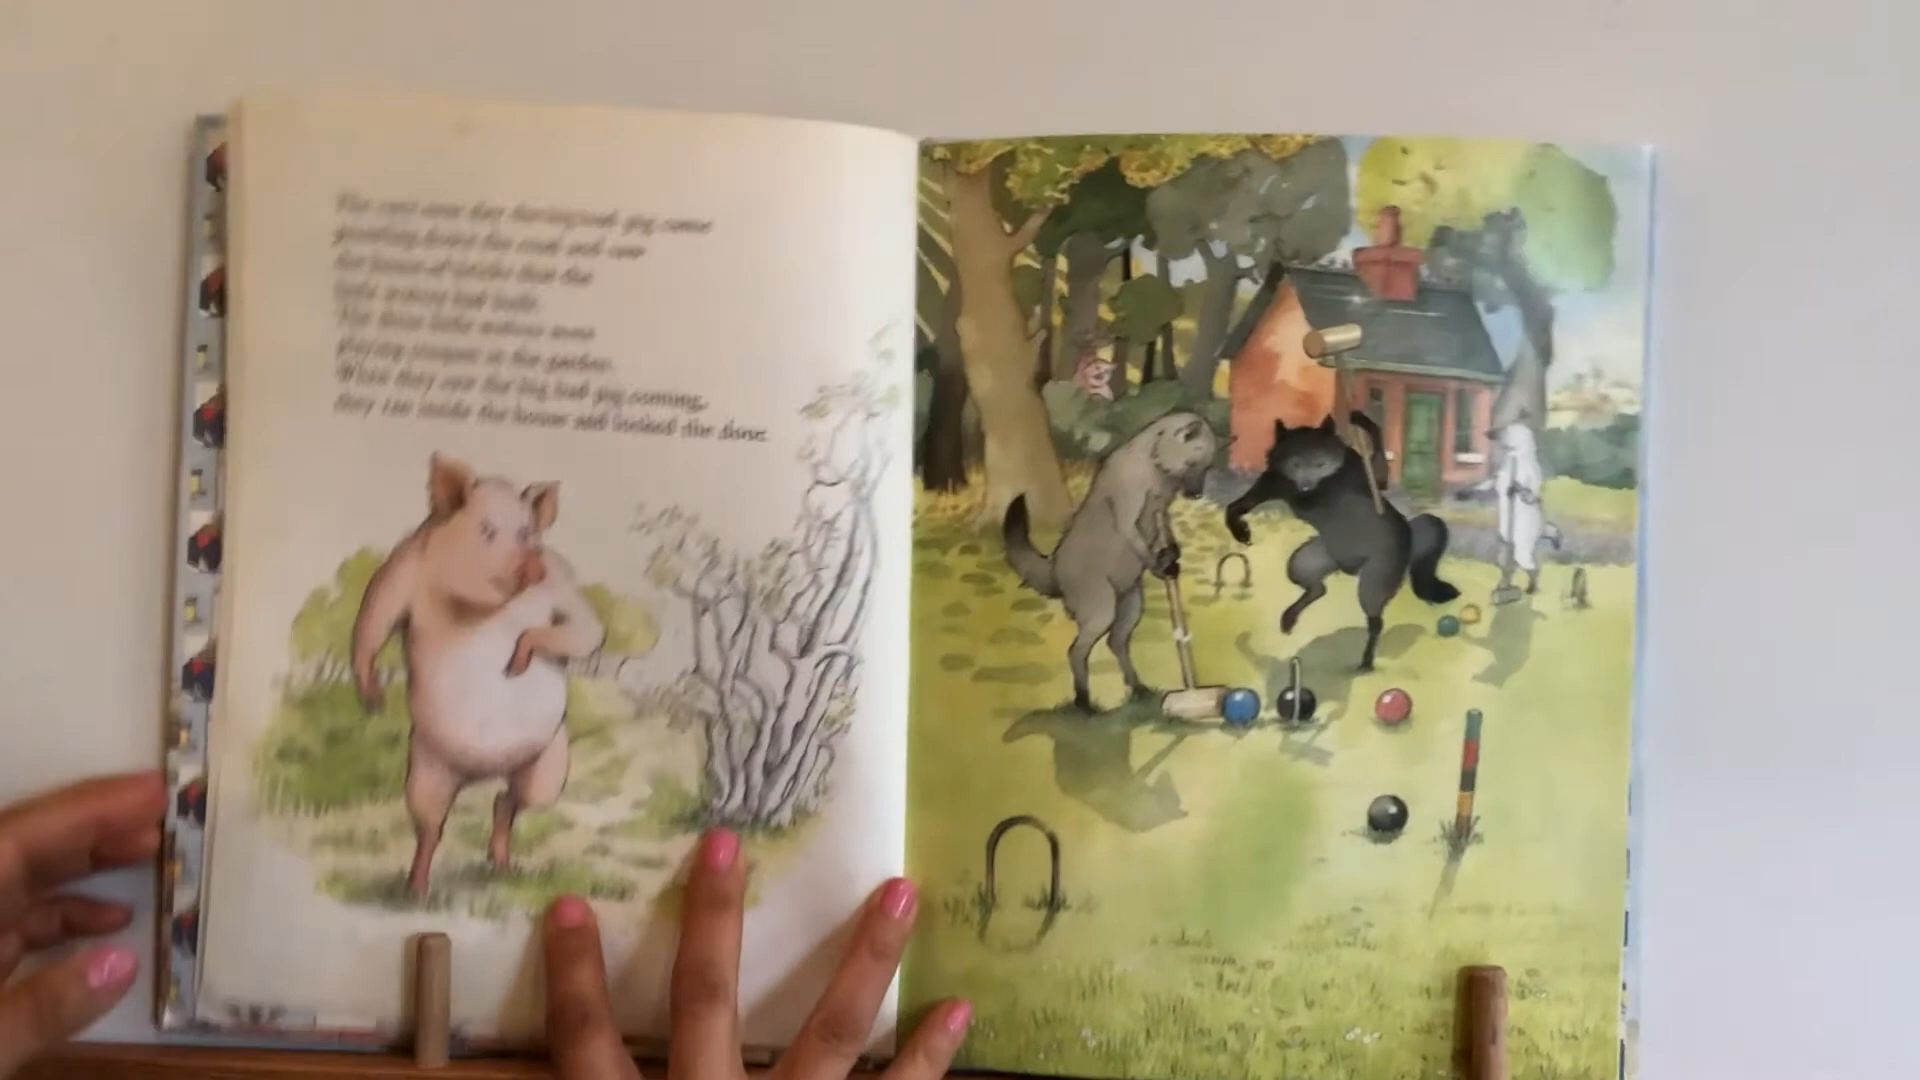 The very next day the big bad pig came
prowling down the road and saw
the house of bricks that the
little wolves had built.
The three little wolves were
playing croquet in the garden.
When they saw the big bad pig coming,
they ran inside the house and locked the door.